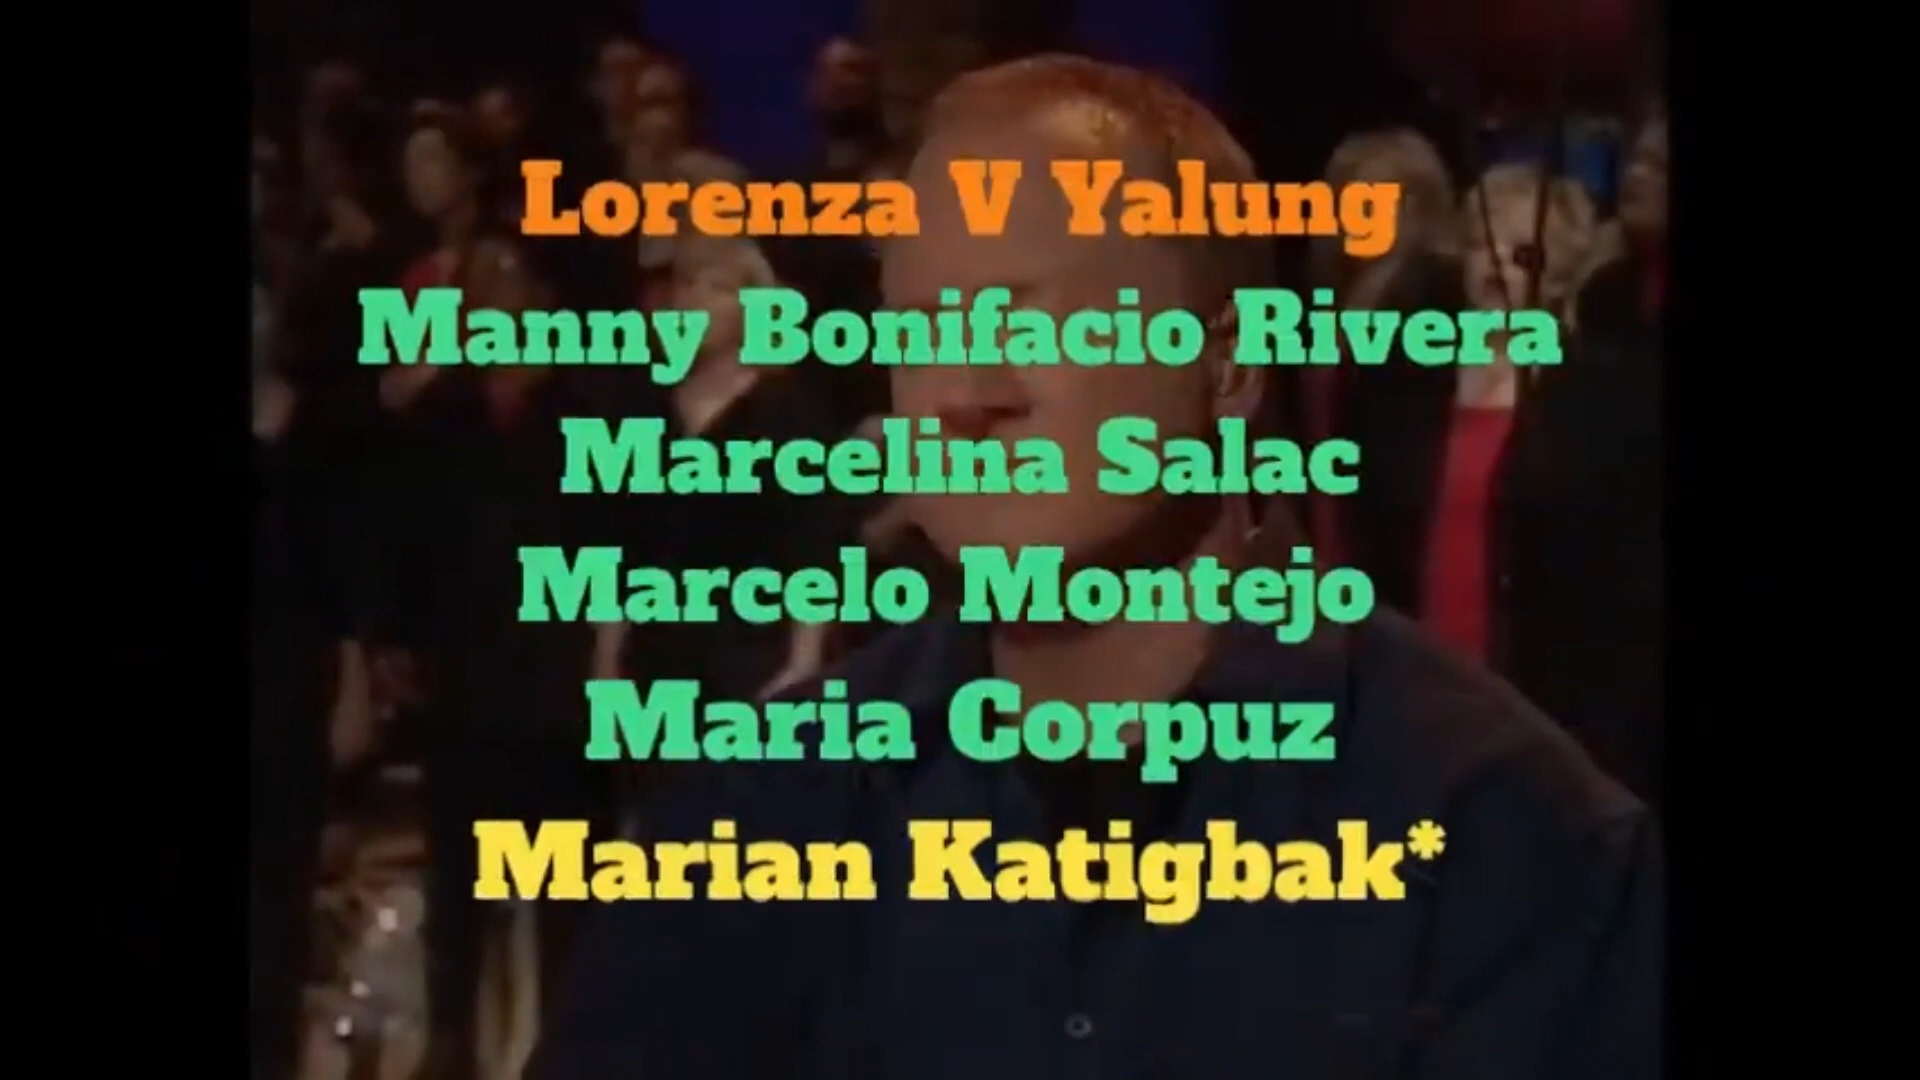 Lorenza V Yalung
Manny Bonifacio Rivera
Marcelina Salac
Marcelo Montejo
Maria Corpuz
Marian Katigbak*